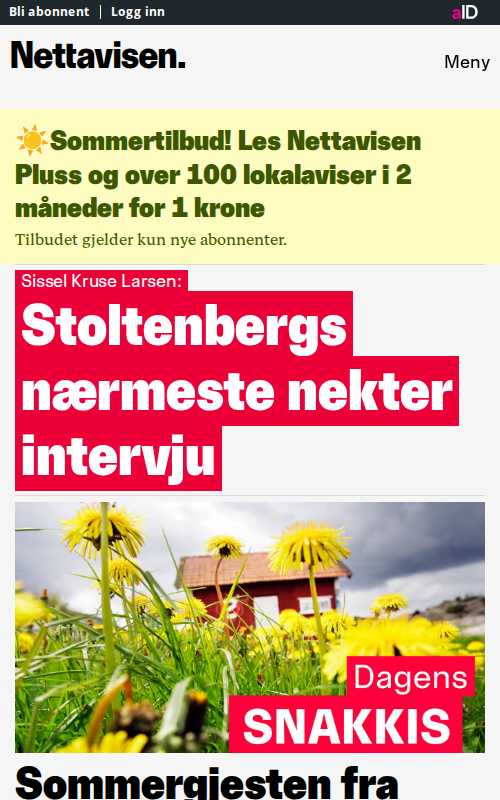 Bli abonnent
Logg inn
aID
Nettavisen.
Meny
☀️Sommertilbud! Les Nettavisen
Pluss og over 100 lokalaviser i 2
måneder for 1 krone
Tilbudet gjelder kun nye abonnenter.
Sissel Kruse Larsen:
Stoltenbergs
nærmeste nekter
intervju
Dagens
SNAKKIS
Sommergjesten fra